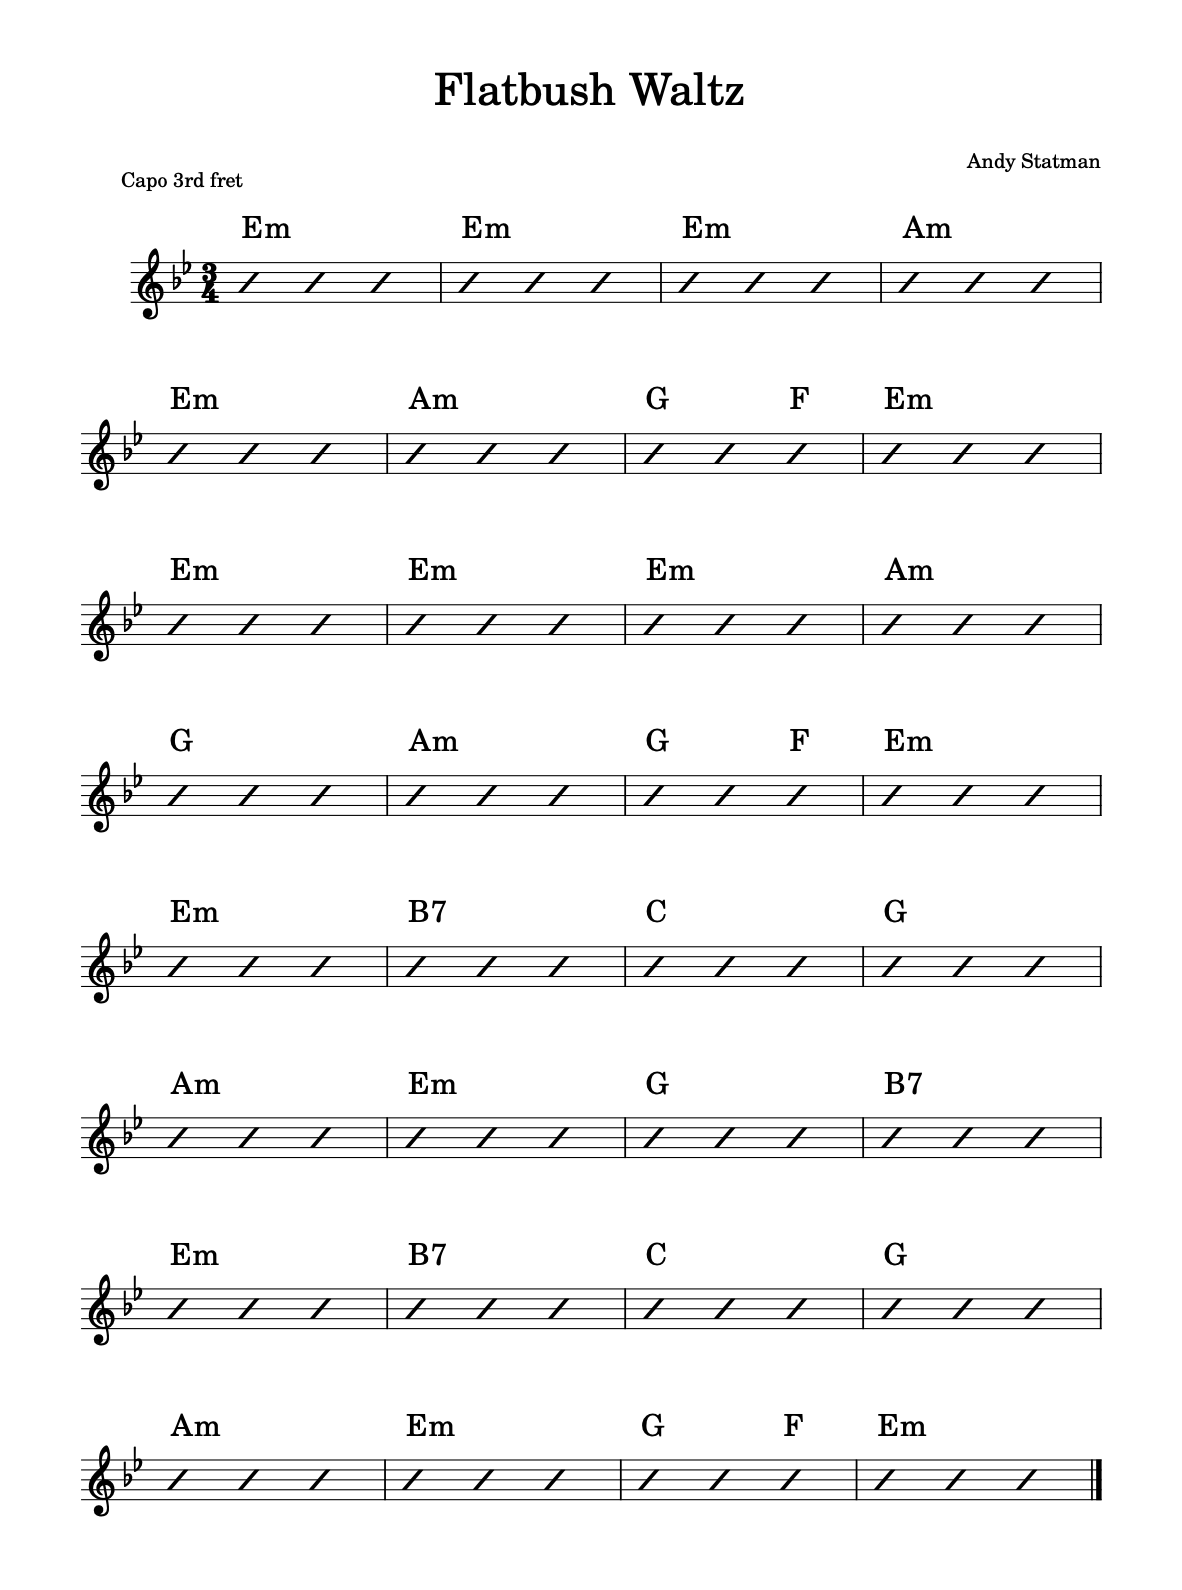 Flatbush Waltz
Andy Statman
Capo 3rd fret
Em Em Em Am
3
4
Em Am G F Em
Em Em Em Am
G Am G F Em
Em B7 C G
Am Em G B7
Em B7 C G
Am Em G F Em